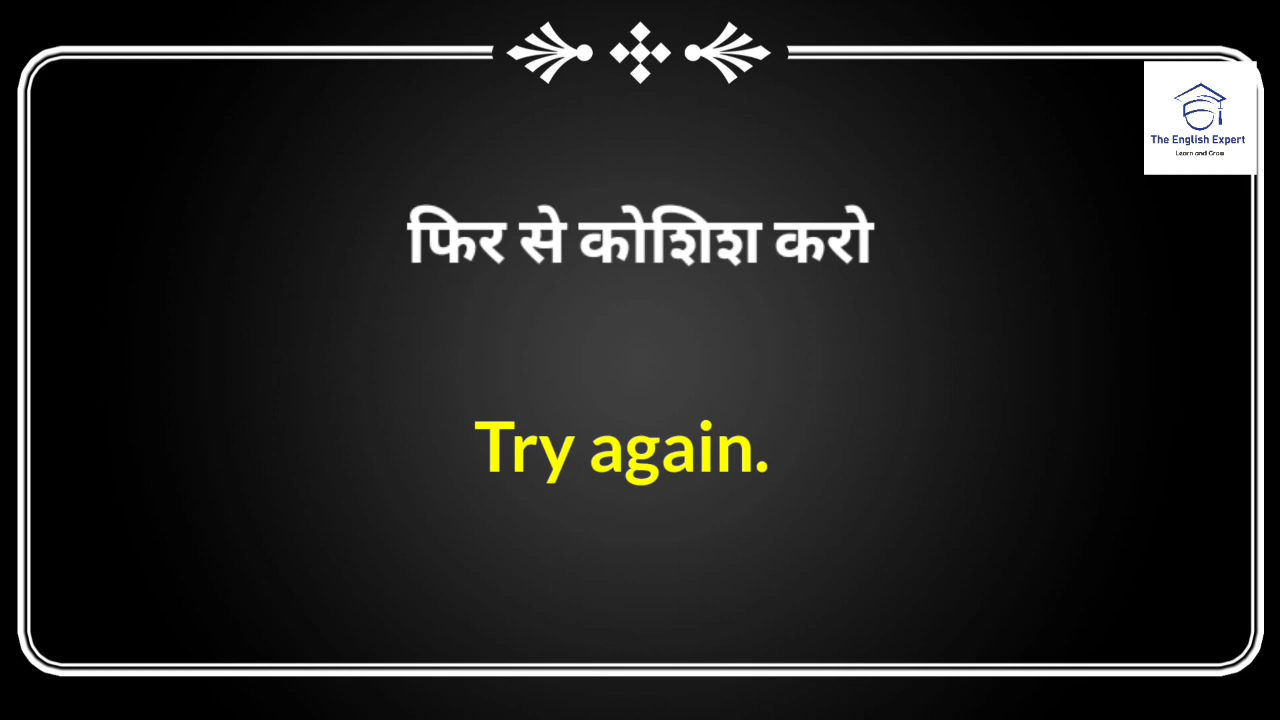 The English Expert
Learn and Grow
फिर से कोशिश करो
Try again.